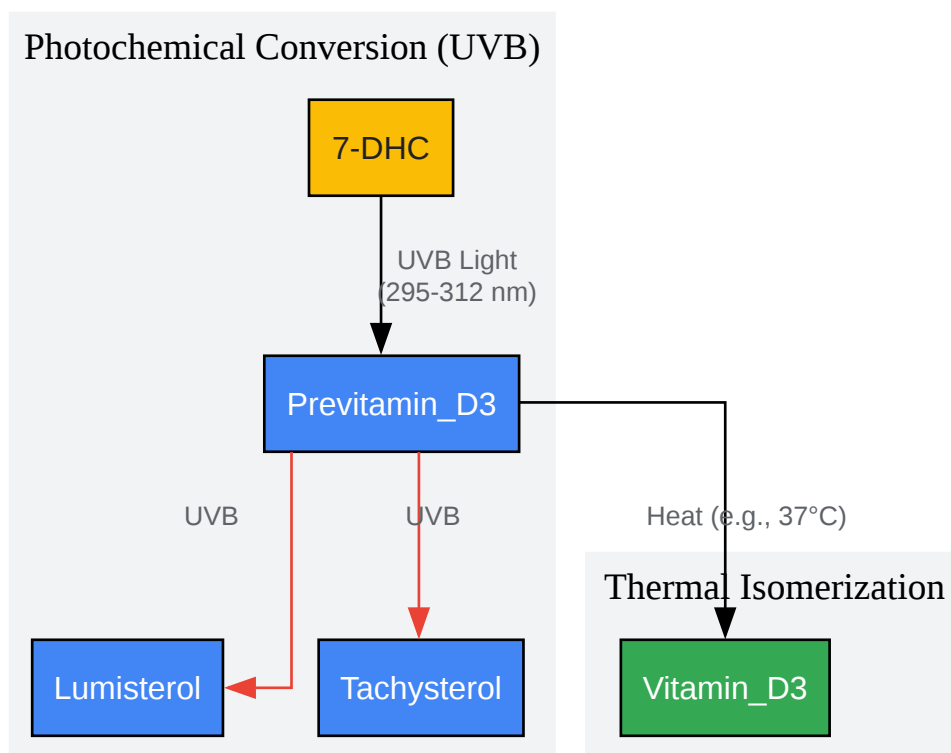 Photochemical Conversion (UVB)
7-DHC
UVB Light
(295-312 nm)
Previtamin_D3
UVB
UVB
Heat (e.g., 37°C)
Thermal Isomerization
Lumisterol
Tachysterol
Vitamin_D3